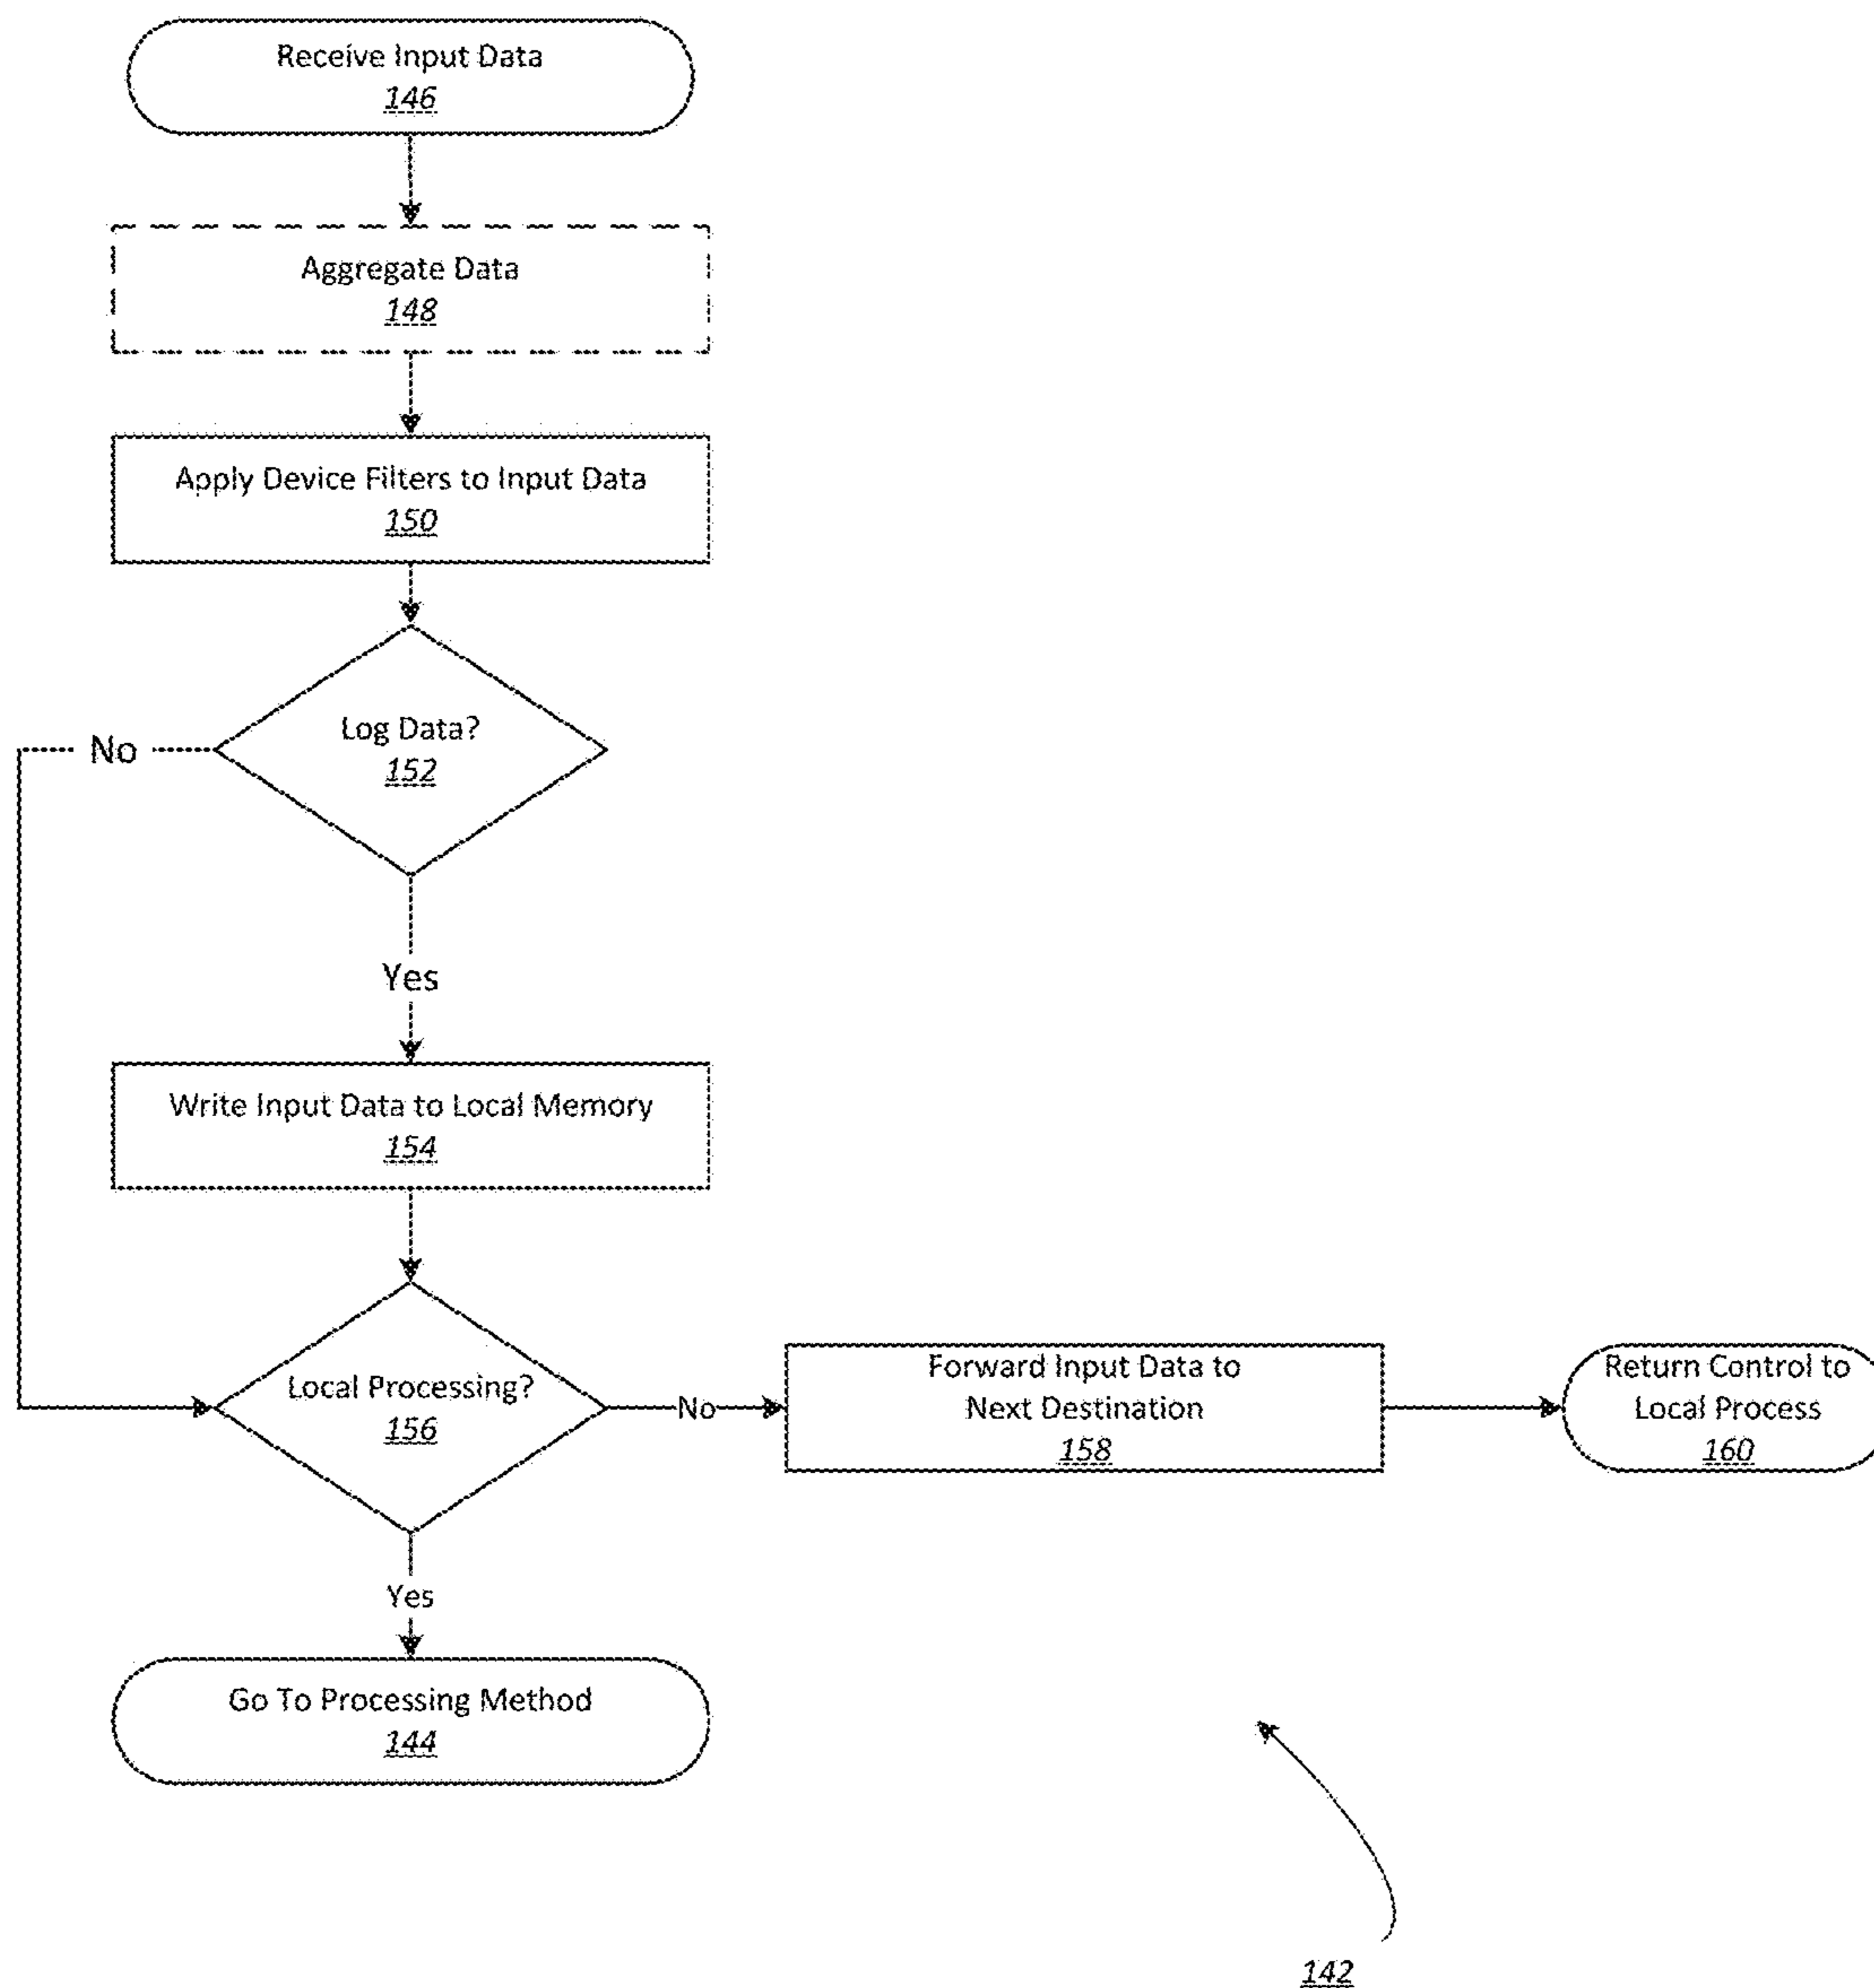 Receive Input Data
146
Aggregate Data
148
Apply Device Filters to Input Data
150
Log Data?
152
No
Yes
Write Input Data to Local Memory
154
Local Processing?
156
No
Forward Input Data to
Next Destination
158
Return Control to
Local Process
160
Yes
Go To Processing Method
144
142